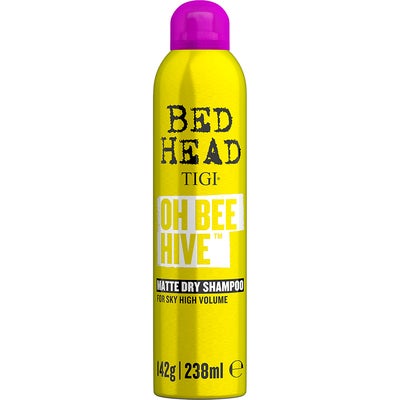 BED
HEAD
TIGI®
OH BEE
HIVE™
MATTE DRY SHAMPOO
FOR SKY HIGH VOLUME
142g | 238ml ℮